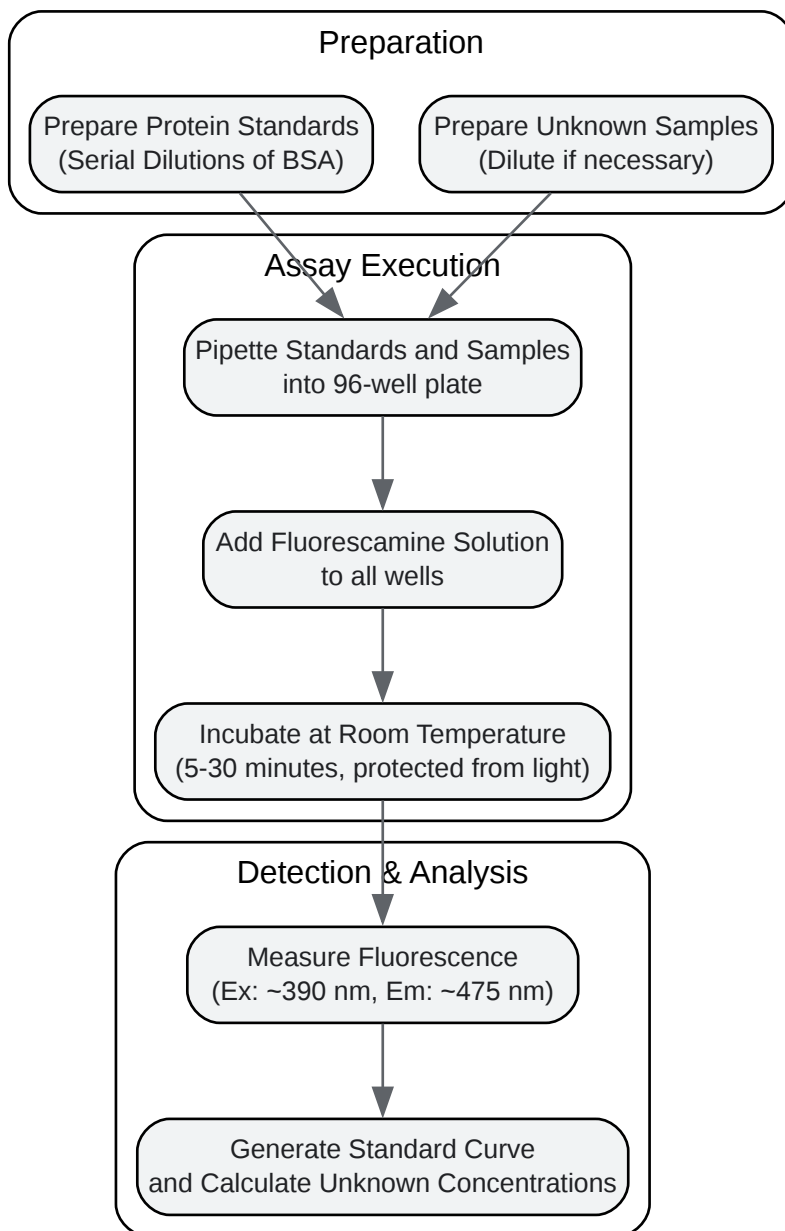 Preparation
Prepare Protein Standards
(Serial Dilutions of BSA)
Prepare Unknown Samples
(Dilute if necessary)
Assay Execution
Pipette Standards and Samples
into 96-well plate
Add Fluorescamine Solution
to all wells
Incubate at Room Temperature
(5-30 minutes, protected from light)
Detection & Analysis
Measure Fluorescence
(Ex: ~390 nm, Em: ~475 nm)
Generate Standard Curve
and Calculate Unknown Concentrations